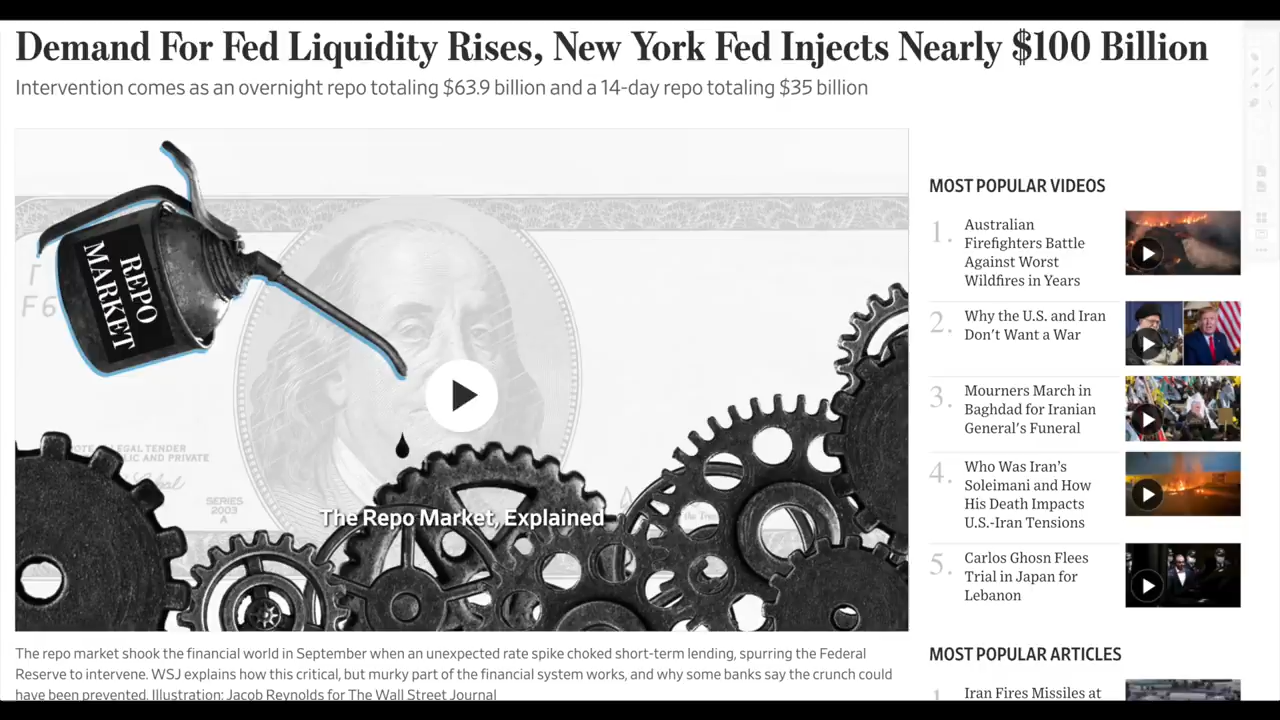 Demand For Fed Liquidity Rises, New York Fed Injects Nearly $100 Billion
Intervention comes as an overnight repo totaling $63.9 billion and a 14-day repo totaling $35 billion
REPO
MARKET
F6
LEGAL TENDER
PUBLIC AND PRIVATE
SERIES
2003
A
The Repo Market, Explained
The repo market shook the financial world in September when an unexpected rate spike choked short-term lending, spurring the Federal
Reserve to intervene. WSJ explains how this critical, but murky part of the financial system works, and why some banks say the crunch could
have been prevented. Illustration: Jacob Reynolds for The Wall Street Journal
MOST POPULAR VIDEOS
1. Australian
Firefighters Battle
Against Worst
Wildfires in Years
2. Why the U.S. and Iran
Don't Want a War
3. Mourners March in
Baghdad for Iranian
General's Funeral
4. Who Was Iran's
Soleimani and How
His Death Impacts
U.S.-Iran Tensions
5. Carlos Ghosn Flees
Trial in Japan for
Lebanon
MOST POPULAR ARTICLES
Iran Fires Missiles at